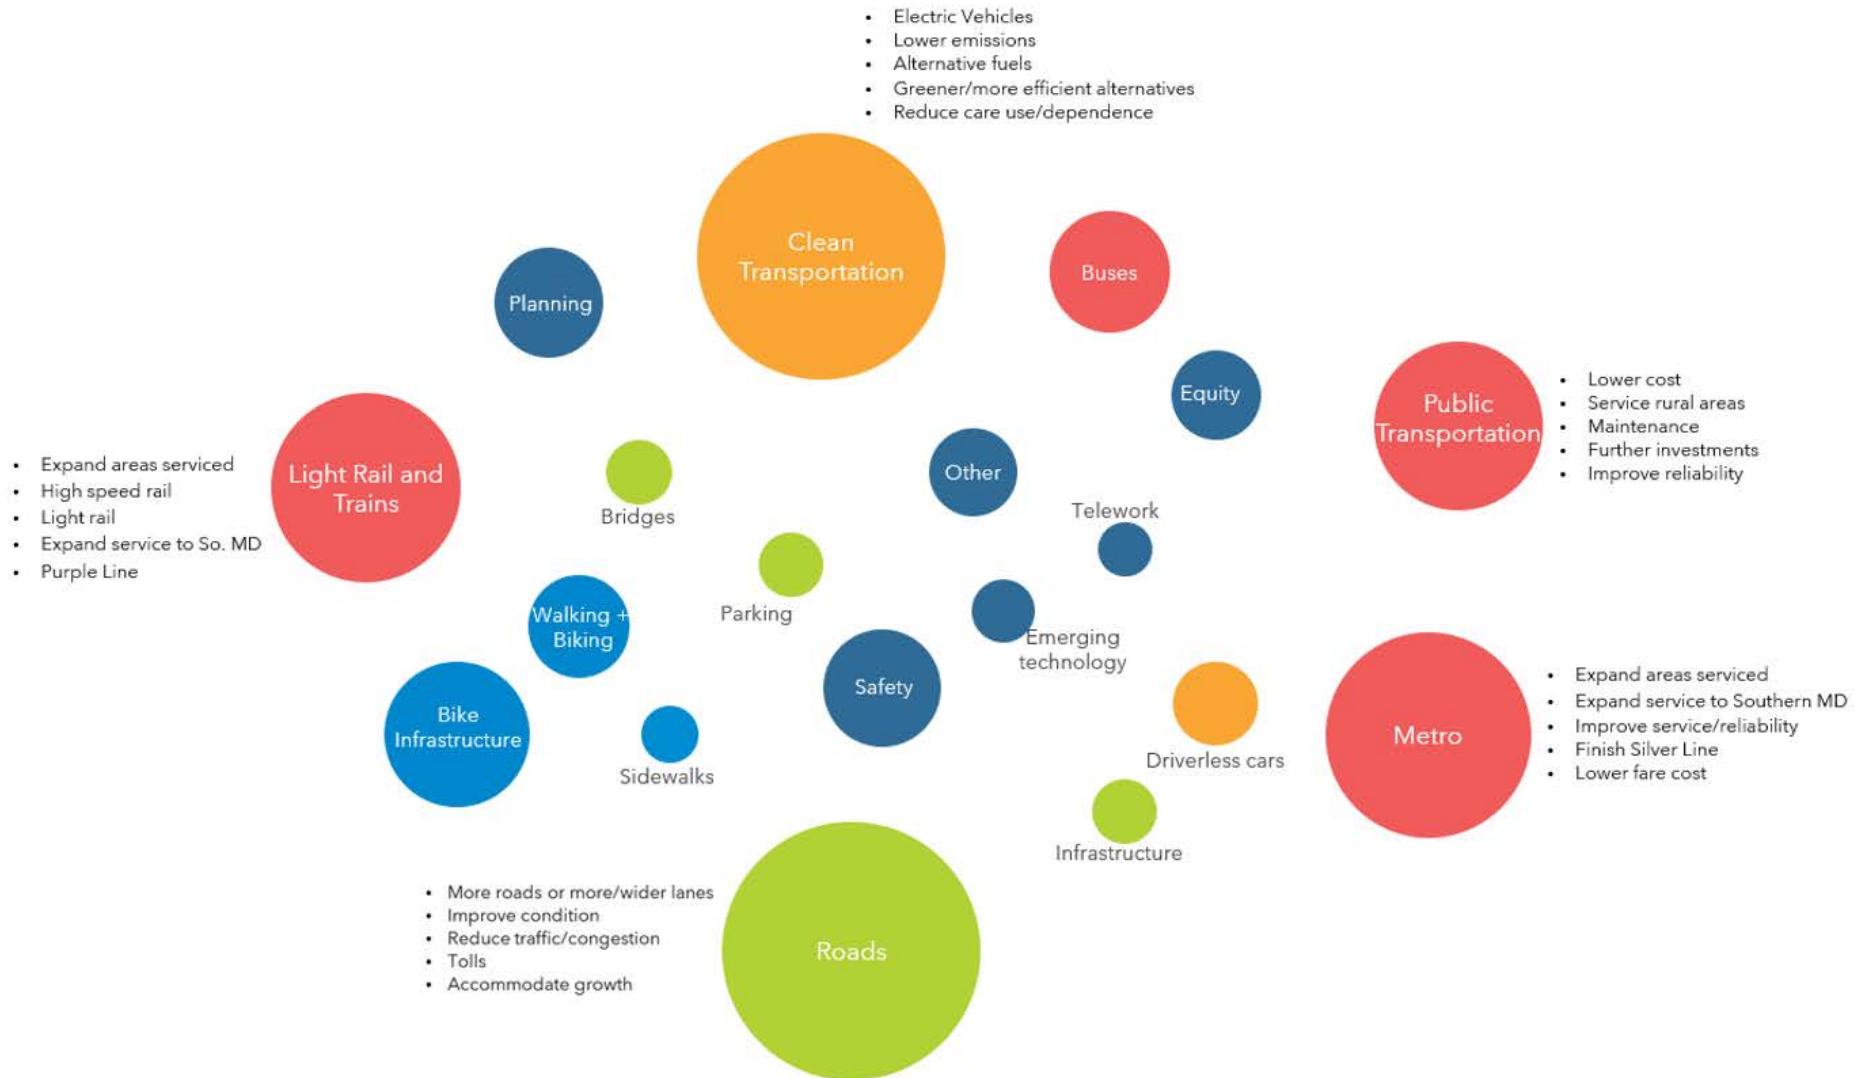 • Electric Vehicles
• Lower emissions
• Alternative fuels
• Greener/more efficient alternatives
• Reduce care use/dependence
Clean
Transportation
Buses
Planning
Equity
Public
Transportation
• Lower cost
• Service rural areas
• Maintenance
• Further investments
• Improve reliability
• Expand areas serviced
• High speed rail
• Light rail
• Expand service to So. MD
• Purple Line
Light Rail and
Trains
Bridges
Other
Telework
Parking
Walking +
Biking
Emerging
technology
Safety
Bike
Infrastructure
Sidewalks
Driverless cars
Metro
• Expand areas serviced
• Expand service to Southern MD
• Improve service/reliability
• Finish Silver Line
• Lower fare cost
Infrastructure
• More roads or more/wider lanes
• Improve condition
• Reduce traffic/congestion
• Tolls
• Accommodate growth
Roads